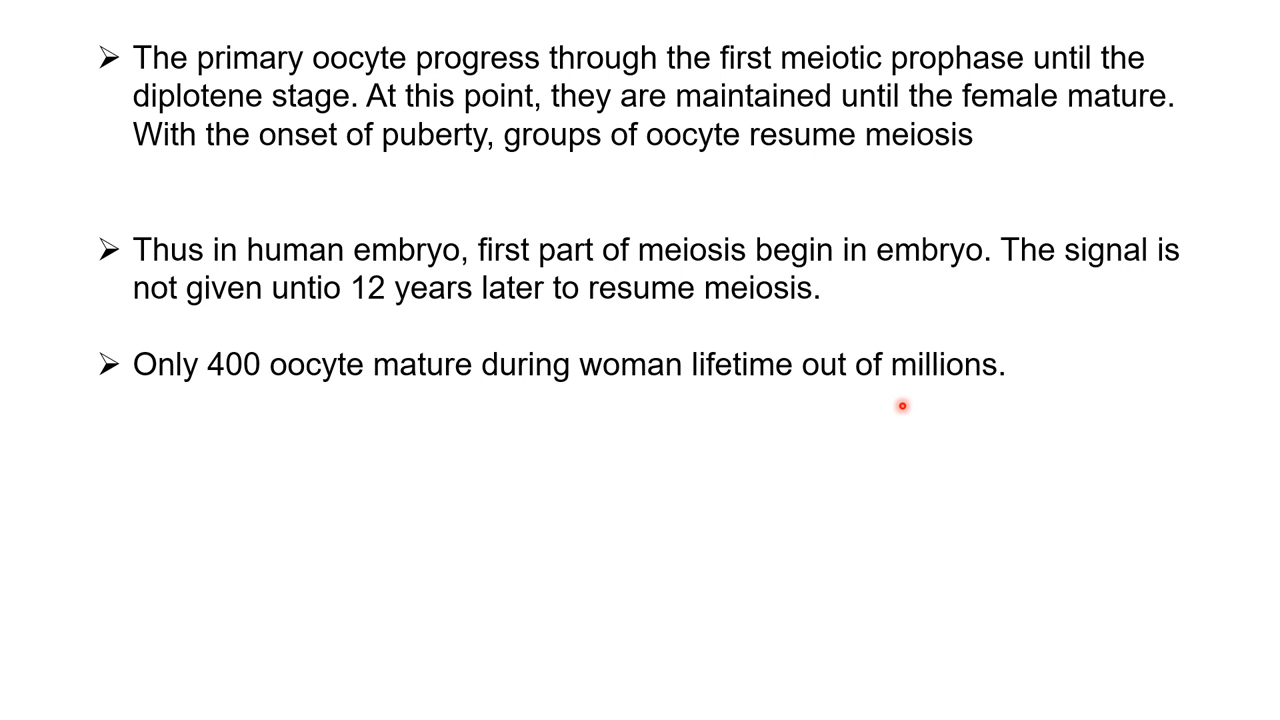 ➢ The primary oocyte progress through the first meiotic prophase until the
diplotene stage. At this point, they are maintained until the female mature.
With the onset of puberty, groups of oocyte resume meiosis
➢ Thus in human embryo, first part of meiosis begin in embryo. The signal is
not given untio 12 years later to resume meiosis.
➢ Only 400 oocyte mature during woman lifetime out of millions.